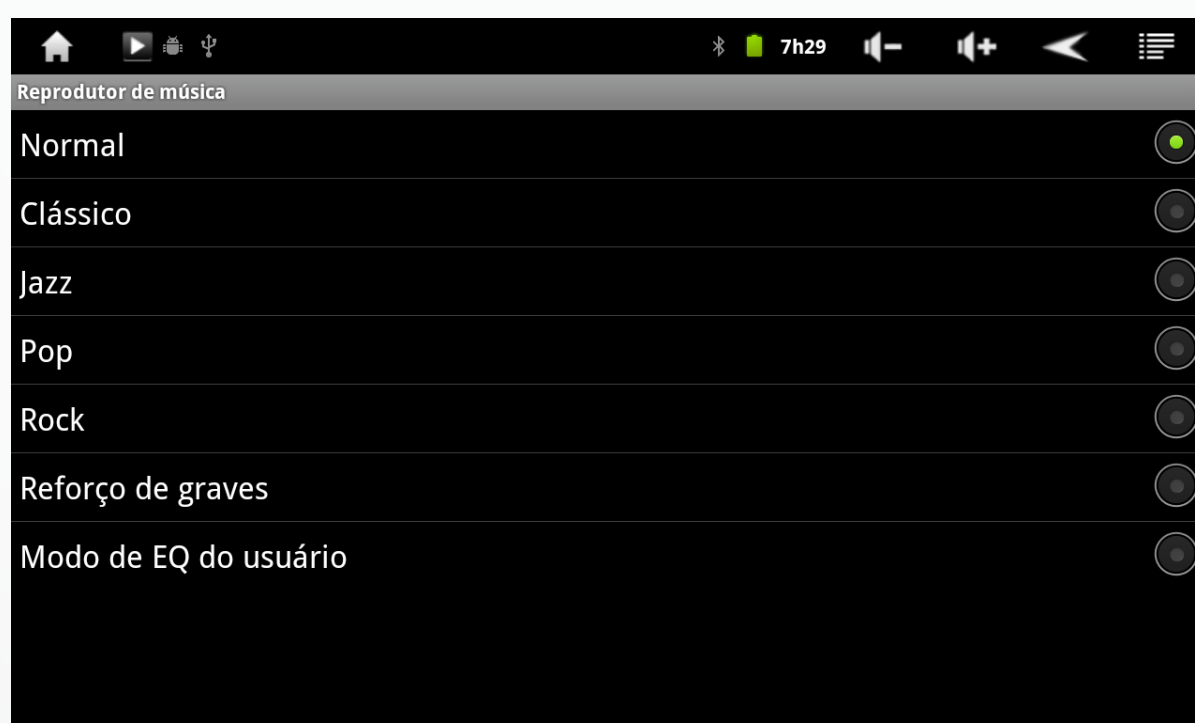 7h29
Reprodutor de música
Normal
Clássico
Jazz
Pop
Rock
Reforço de graves
Modo de EQ do usuário